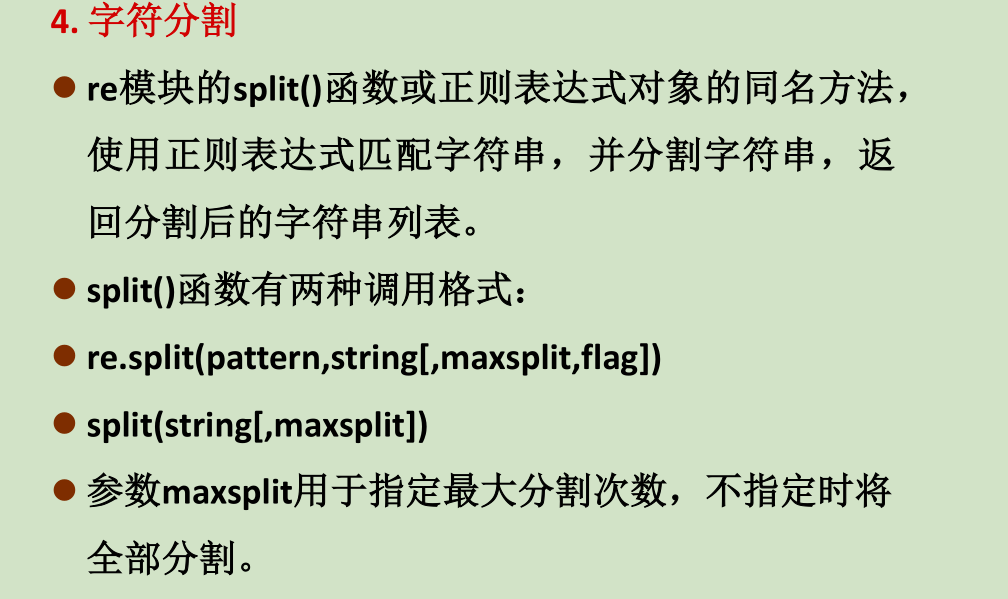 4. 字符分割
● re模块的split()函数或正则表达式对象的同名方法，
使用正则表达式匹配字符串，并分割字符串，返
回分割后的字符串列表。
● split()函数有两种调用格式：
● re.split(pattern,string[,maxsplit,flag])
● split(string[,maxsplit])
● 参数maxsplit用于指定最大分割次数，不指定时将
全部分割。